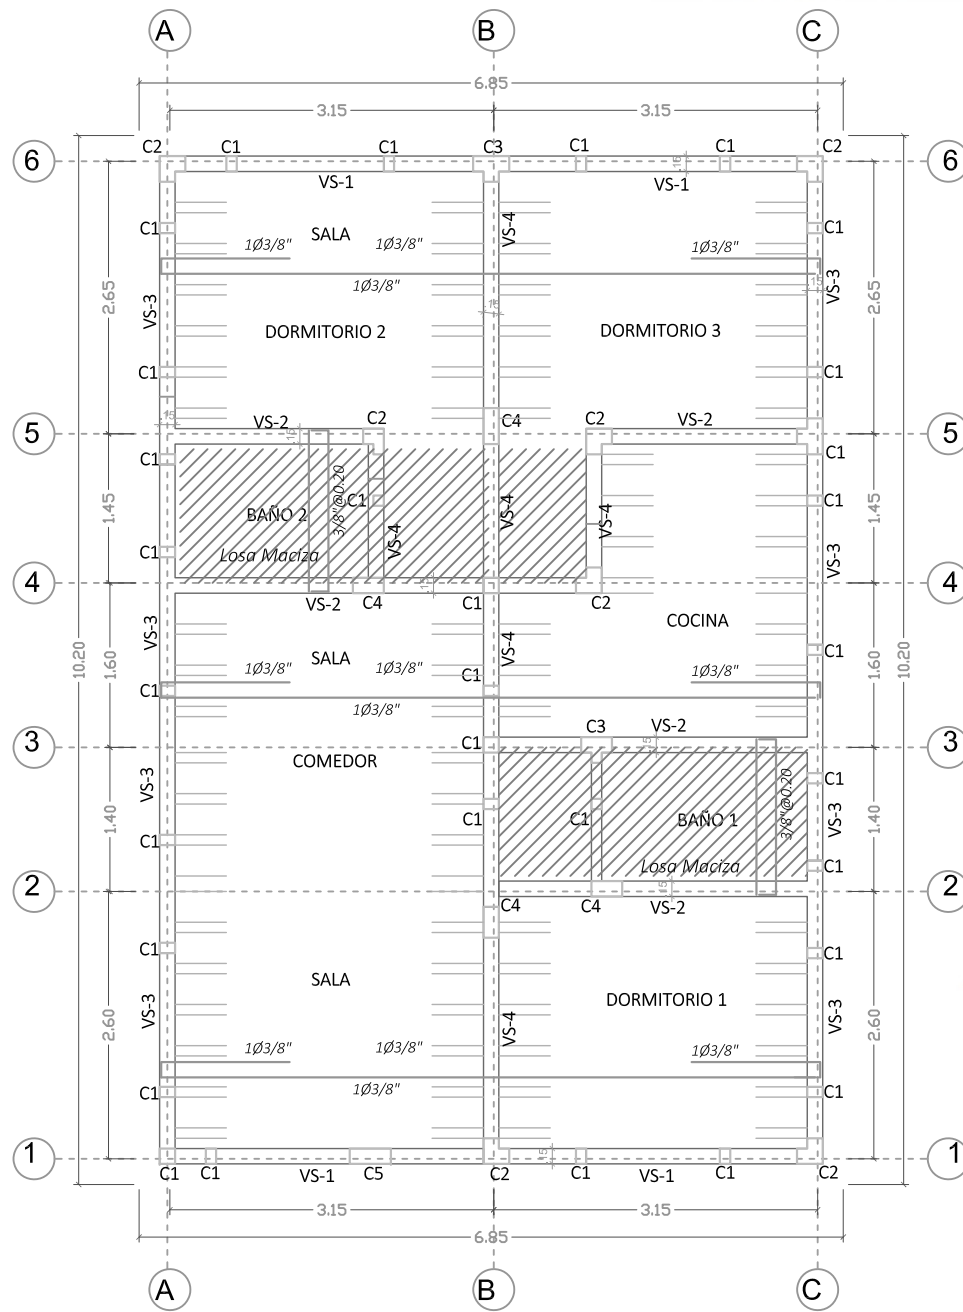 A B C
6.85
3.15 3.15
C2 C1 C1 C3 C1 C1 C2
6 6
.15
VS-1 VS-1
C1 SALA VS-4 C1
1Ø3/8" 1Ø3/8" 1Ø3/8"
1Ø3/8"
2.65 VS-3 .15 .15 VS-3 2.65
DORMITORIO 2 DORMITORIO 3
C1 C1
.15 VS-2 C2 C4 C2 VS-2
5 .15 5
C1 C1
1.45 3/8"@0.20 C1 VS-4 C1 1.45
BAÑO 2 VS-4 VS-4
C1 Losa Maciza VS-3
4 .15 4
VS-2 C4 C1 C2
VS-3 COCINA
10.20 1.60 SALA VS-4 C1 1.60 10.20
1Ø3/8" 1Ø3/8" C1 1Ø3/8"
C1
1Ø3/8"
C3 VS-2
3 C1 .15 3
COMEDOR
VS-3 C1
3/8"@0.20
1.40 C1 C1 BAÑO 1 VS-3 1.40
C1
Losa Maciza C1
2 .15 2
C4 C4 VS-2
C1 C1
SALA
DORMITORIO 1
VS-3 VS-4 VS-3
2.60 2.60
1Ø3/8" 1Ø3/8" 1Ø3/8"
1Ø3/8"
C1 C1
1 .15 1
C1 C1 VS-1 C5 C2 C1 VS-1 C1 C2
3.15 3.15
6.85
A B C